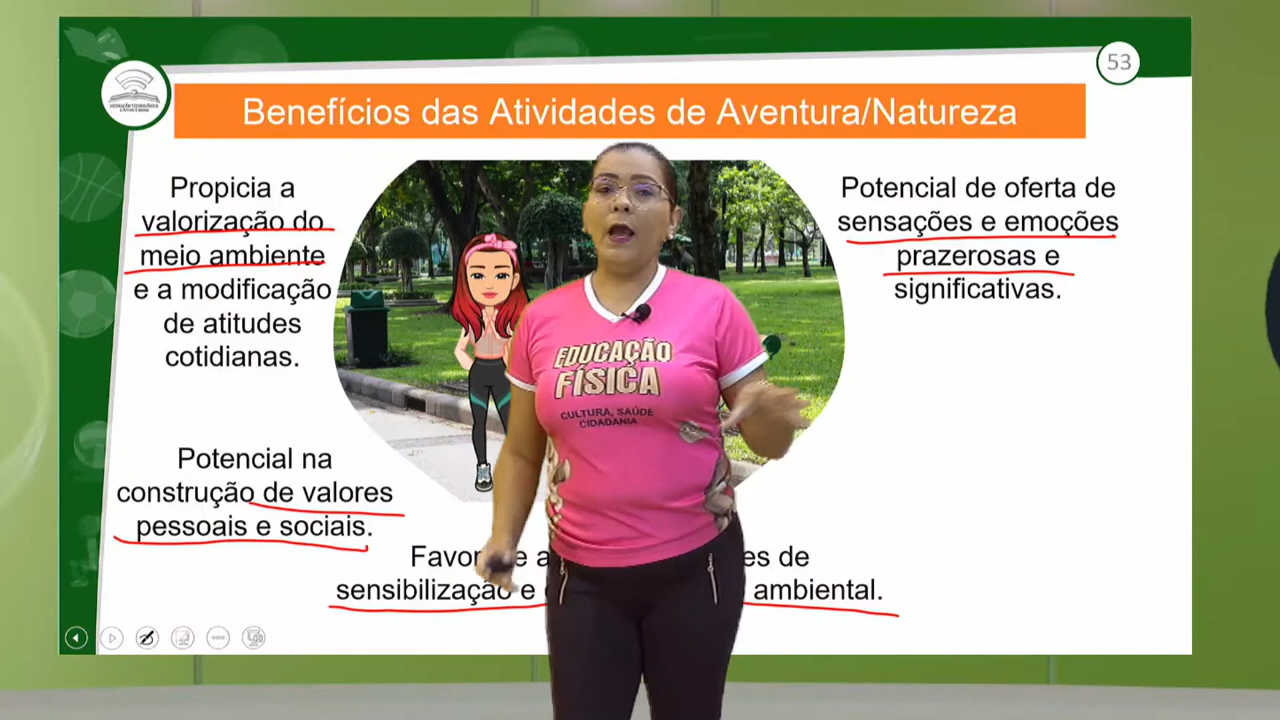 53
Benefícios das Atividades de Aventura/Natureza
Propicia a
valorização do
meio ambiente
e a modificação
de atitudes
cotidianas.
Potencial de oferta de
sensações e emoções
prazerosas e
significativas.
EDUCAÇÃO
FÍSICA
CULTURA, SAÚDE
CIDADANIA
Potencial na
construção de valores
pessoais e sociais.
de
sensibilização e
ambiental.